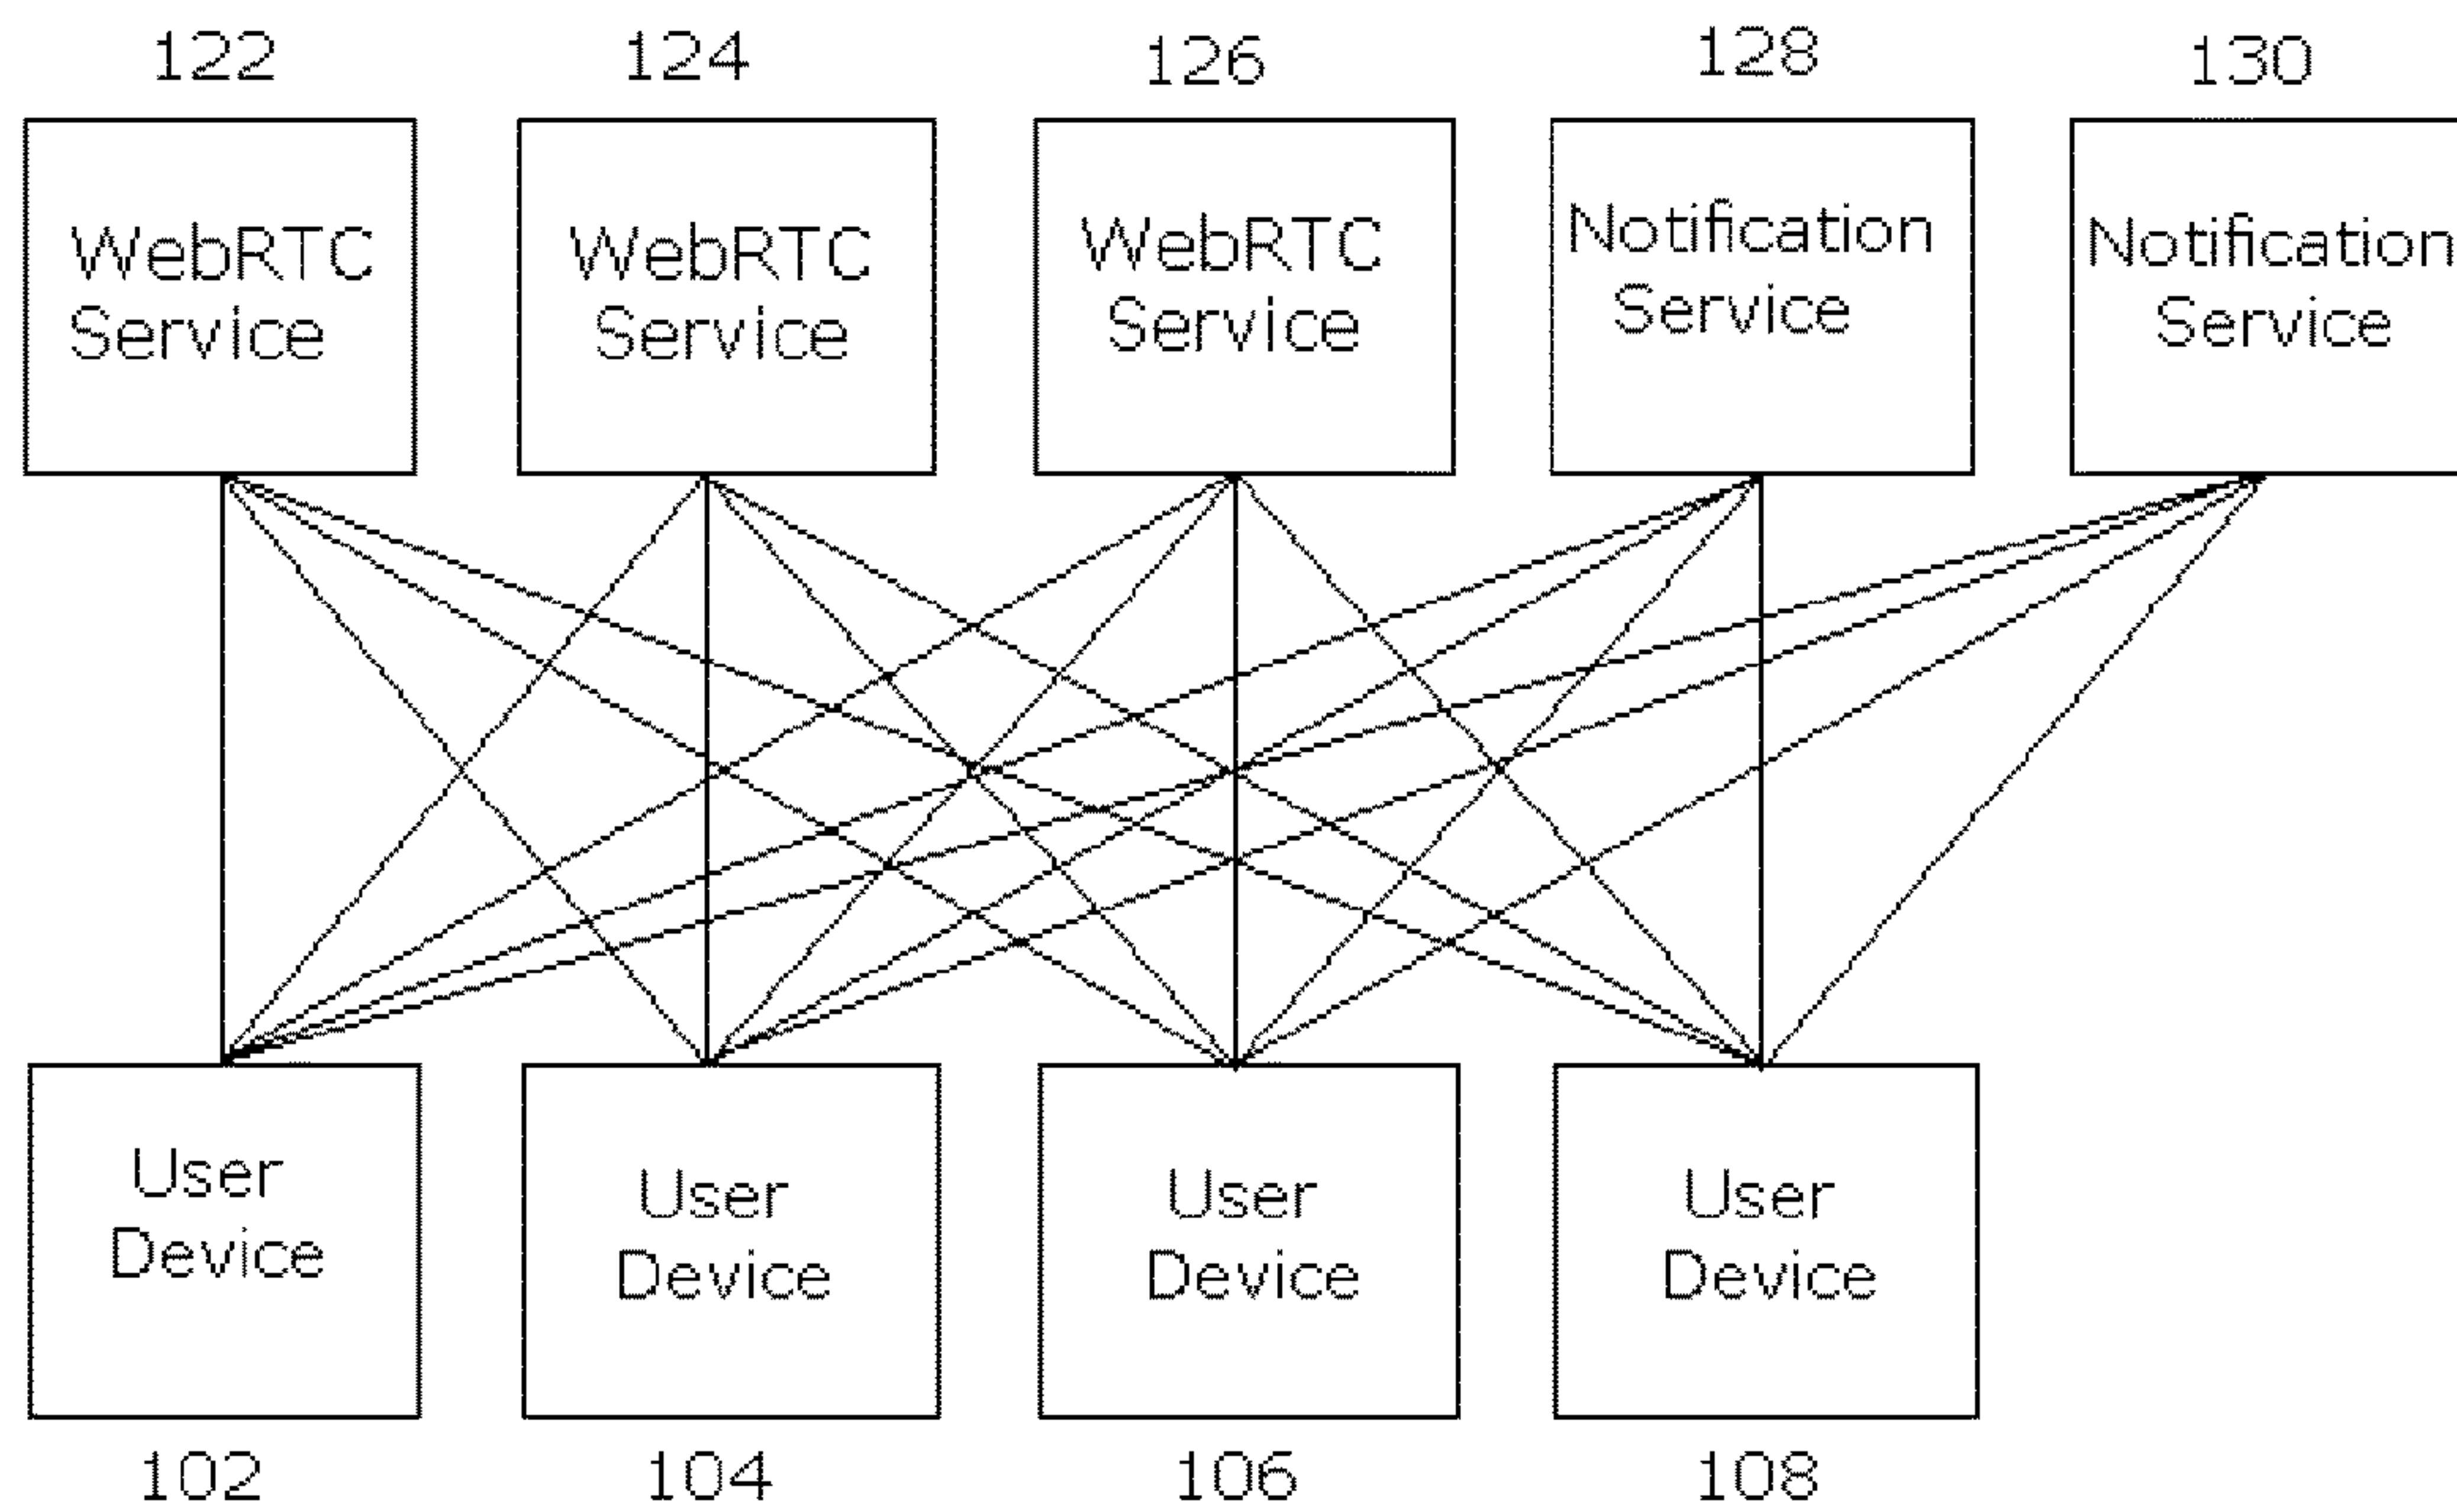 122
124
126
128
130
WebRTC
Service
WebRTC
Service
WebRTC
Service
Notification
Service
Notification
Service
User
Device
User
Device
User
Device
User
Device
102
104
106
108